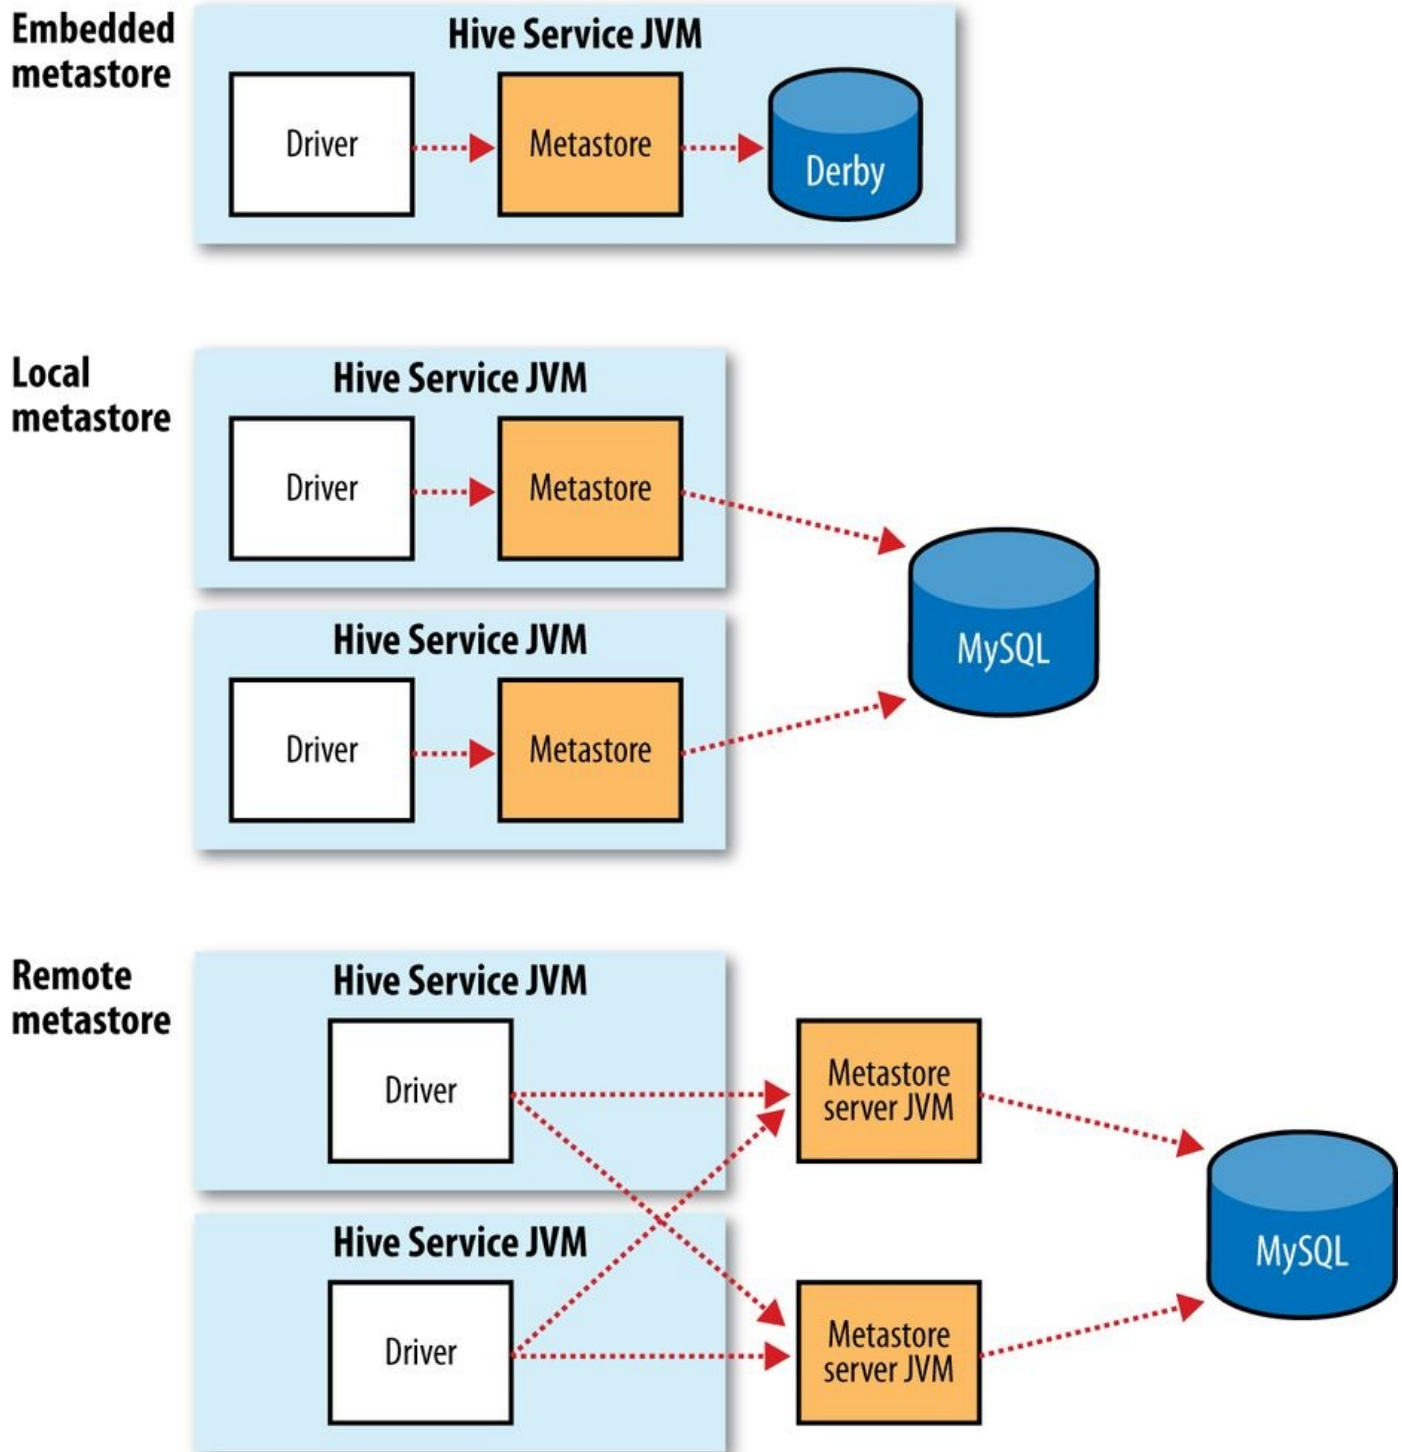 Embedded
metastore
Hive Service JVM
Driver
Metastore
Derby
Local
metastore
Hive Service JVM
Driver
Metastore
Hive Service JVM
Driver
Metastore
MySQL
Remote
metastore
Hive Service JVM
Driver
Metastore
server JVM
Hive Service JVM
Driver
Metastore
server JVM
MySQL